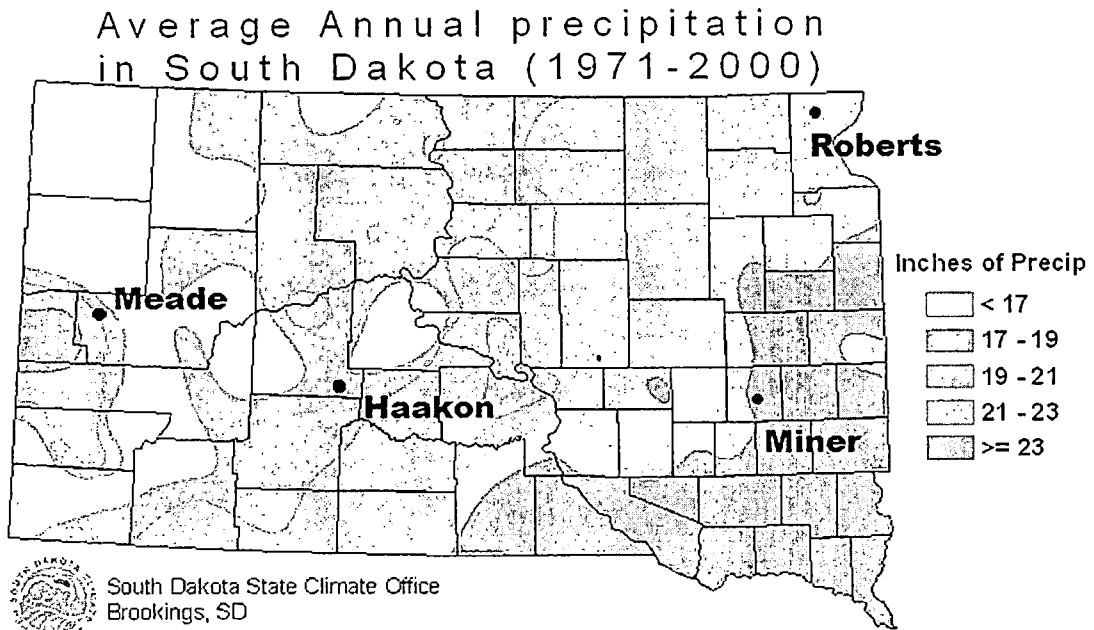 Average Annual precipitation
in South Dakota (1971-2000)
Roberts
Inches of Precip
Meade
< 17
17 - 19
19 - 21
Haakon
21 - 23
Miner
>= 23
South Dakota State Climate Office
Brookings, SD